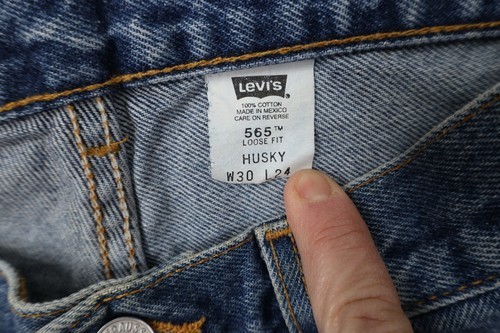 Levi's
100% COTTON
MADE IN MEXICO
CARE ON REVERSE
565™
LOOSE FIT
HUSKY
W30 L24